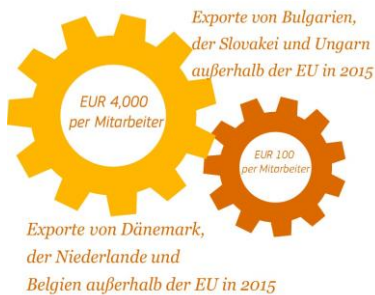 Exporte von Bulgarien,
der Slovakei und Ungarn
außerhalb der EU in 2015
EUR 4,000
per Mitarbeiter
EUR 100
per Mitarbeiter
Exporte von Dänemark,
der Niederlande und
Belgien außerhalb der EU in 2015